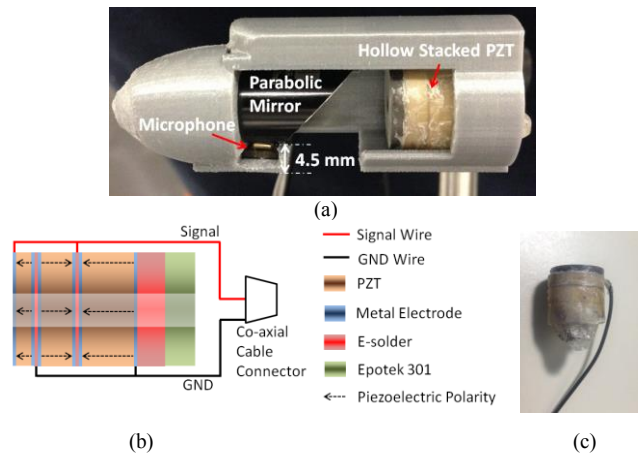 Hollow Stacked PZT
Parabolic
Mirror
Microphone
4.5 mm
(a)
Signal
GND
Co-axial
Cable
Connector
Signal Wire
GND Wire
PZT
Metal Electrode
E-solder
Epotek 301
Piezoelectric Polarity
(b)
(c)